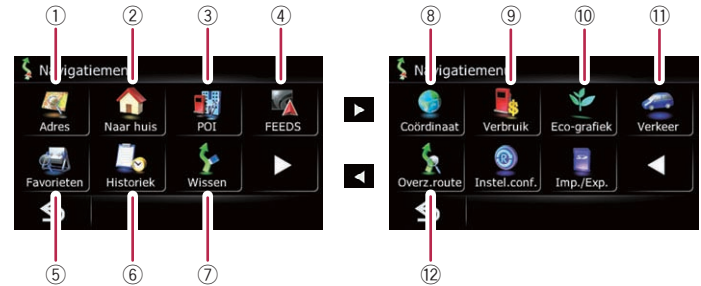 ① ② ③ ④ ⑧ ⑨ ⑩ ⑪
Navigatiemenu
Adres Naar huis POI FEEDS
Favorieten Historiek Wissen
⑤ ⑥ ⑦
Navigatiemenu
Coördinaat Verbruik Eco-grafiek Verkeer
Overz.route Instel.conf. Imp./Exp.
⑫